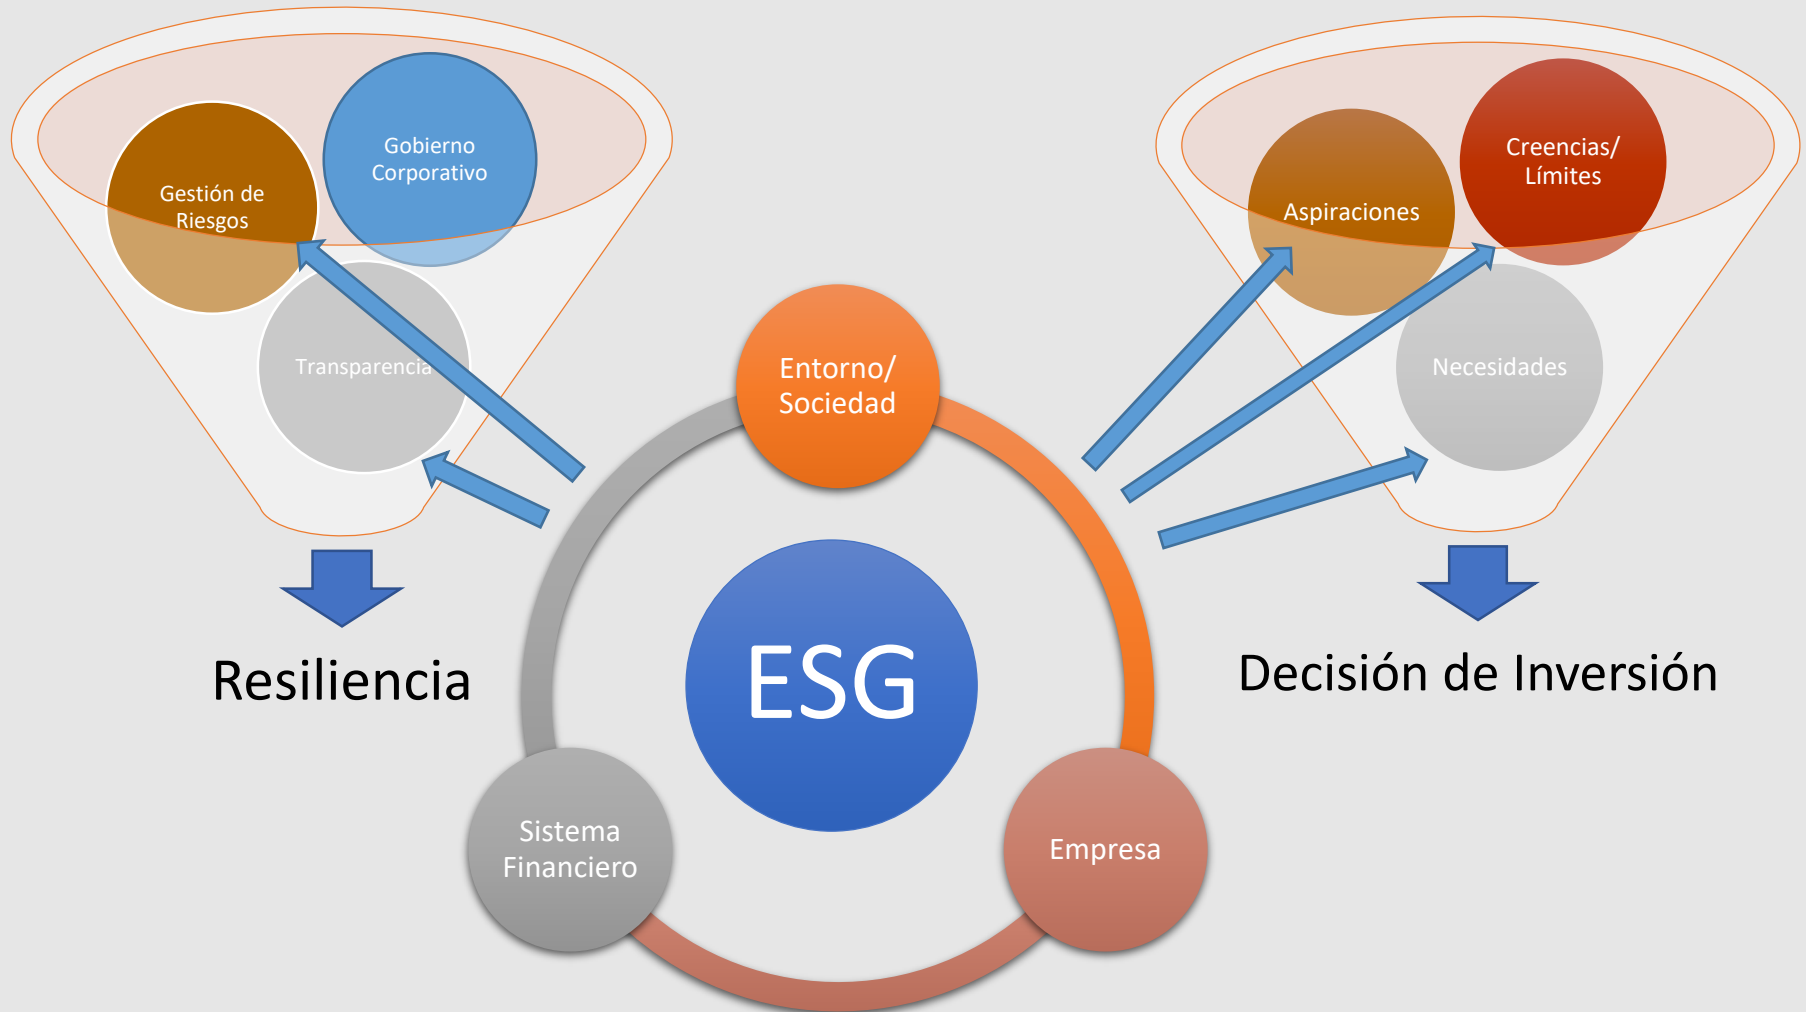 Gestión de
Riesgos
Gobierno
Corporativo
Transparencia
Resiliencia
Entorno/
Sociedad
ESG
Sistema
Financiero
Empresa
Aspiraciones
Creencias/
Límites
Necesidades
Decisión de Inversión